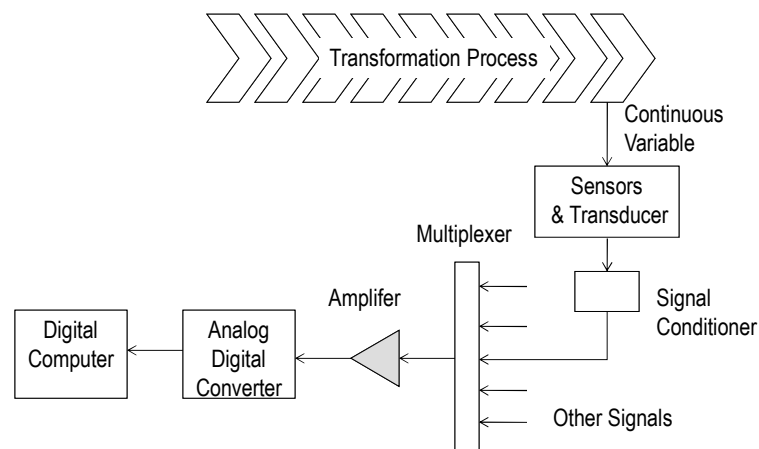 Transformation Process
Continuous
Variable
Sensors
& Transducer
Multiplexer
Signal
Conditioner
Amplifer
Digital
Computer
Analog
Digital
Converter
Other Signals